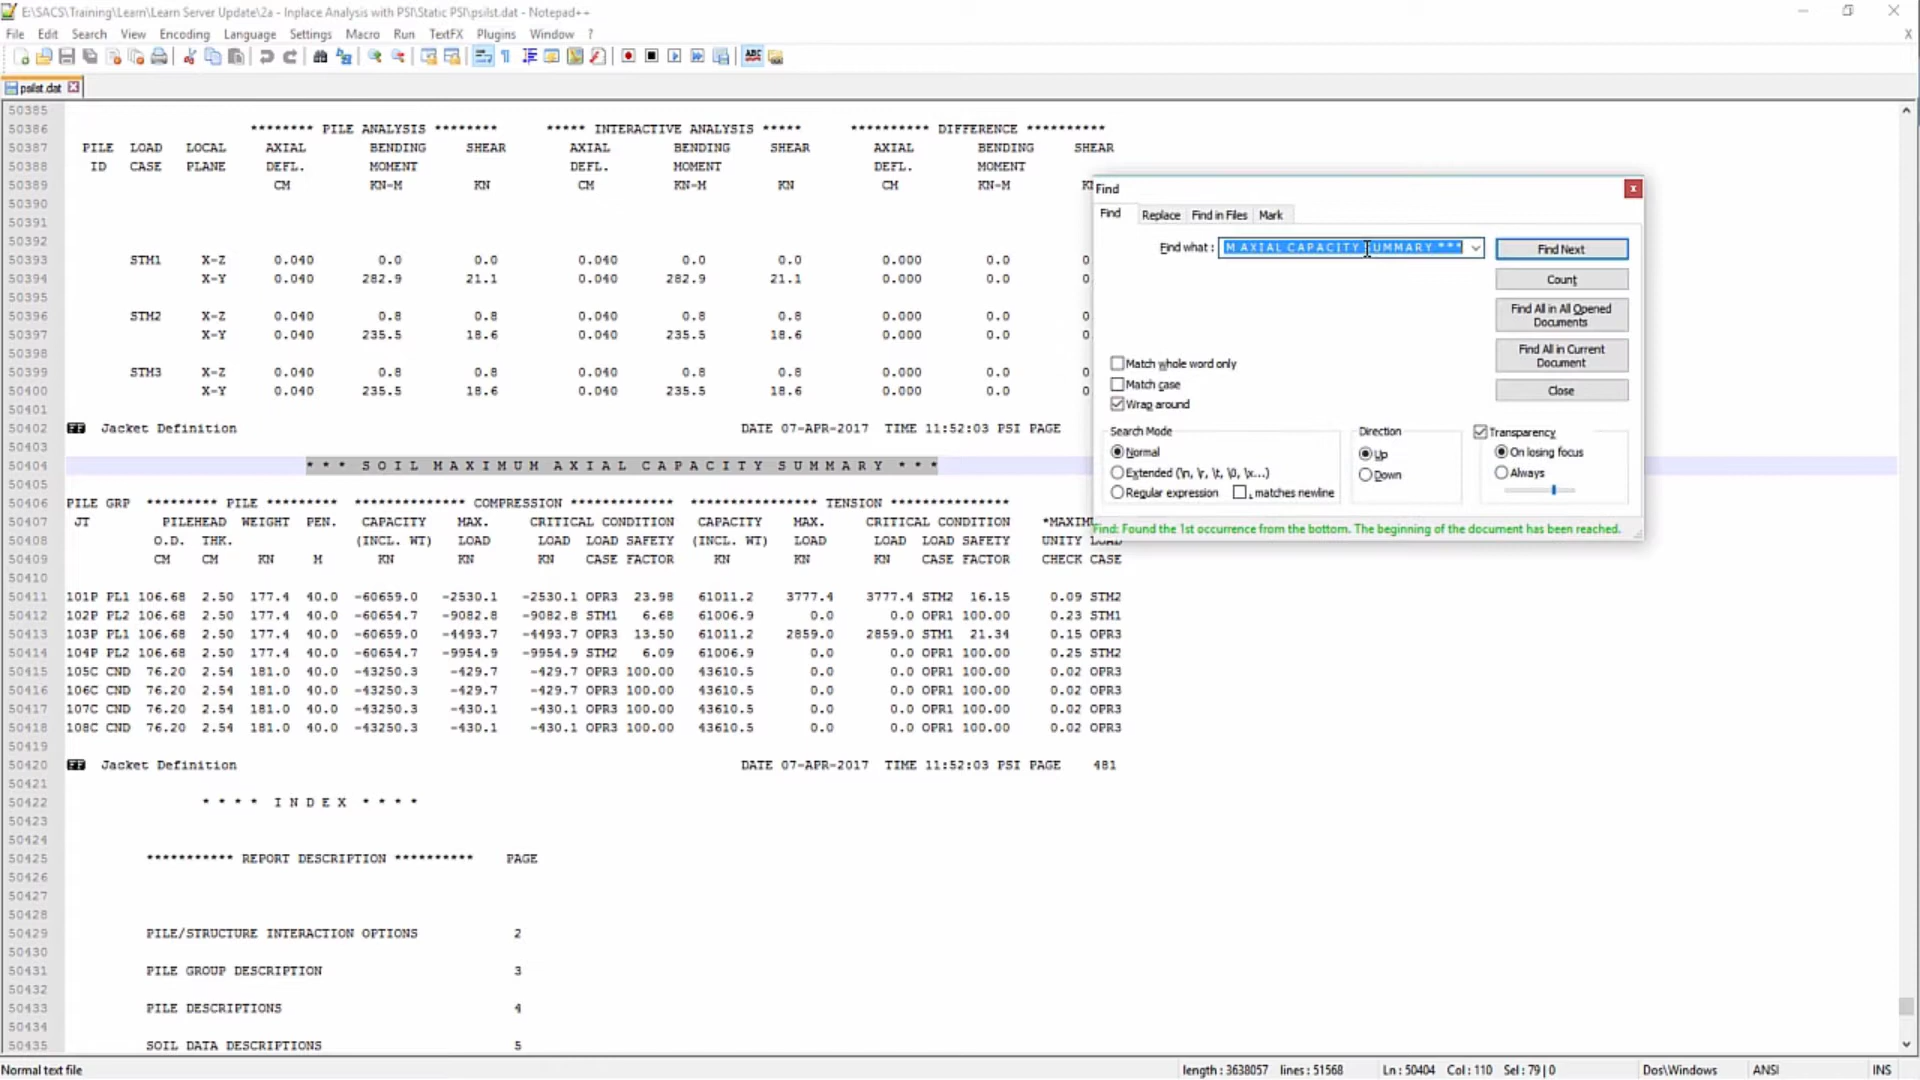 E:\SACS\Training\Learn\Learn Server Update\2a - Inplace Analysis with PSI\Static PSI\psilst.dat - Notepad++
File Edit Search View Encoding Language Settings Macro Run TextFX Plugins Window ?
X
psilst.dat
50385
50386 ******** PILE ANALYSIS ******** ***** INTERACTIVE ANALYSIS ***** ********** DIFFERENCE **********
50387 PILE LOAD LOCAL AXIAL BENDING SHEAR AXIAL BENDING SHEAR AXIAL BENDING SHEAR
50388 ID CASE PLANE DEFL. MOMENT DEFL. MOMENT DEFL. MOMENT
50389 CM KN-M KN CM KN-M KN CM KN-M
50390
50391
50392
50393 STM1 X-Z 0.040 0.0 0.0 0.040 0.0 0.0 0.000 0.0 0.
50394 X-Y 0.040 282.9 21.1 0.040 282.9 21.1 0.000 0.0 0.
50395
50396 STM2 X-Z 0.040 0.8 0.8 0.040 0.8 0.8 0.000 0.0 0.
50397 X-Y 0.040 235.5 18.6 0.040 235.5 18.6 0.000 0.0 0.
50398
50399 STM3 X-Z 0.040 0.8 0.8 0.040 0.8 0.8 0.000 0.0 0.
50400 X-Y 0.040 235.5 18.6 0.040 235.5 18.6 0.000 0.0 0.
50401
50402 FF Jacket Definition DATE 07-APR-2017 TIME 11:52:03 PSI PAGE
50403
50404 * * * S O I L M A X I M U M A X I A L C A P A C I T Y S U M M A R Y * * *
50405
50406 PILE GRP ********* PILE ********* ************** COMPRESSION ************* **************** TENSION ***************
50407 JT PILEHEAD WEIGHT PEN. CAPACITY MAX. CRITICAL CONDITION CAPACITY MAX. CRITICAL CONDITION *MAXIMU
50408 O.D. THK. (INCL. WT) LOAD LOAD LOAD SAFETY (INCL. WT) LOAD LOAD LOAD SAFETY UNITY LOAD
50409 CM CM KN M KN KN KN CASE FACTOR KN KN KN CASE FACTOR CHECK CASE
50410
50411 101P PL1 106.68 2.50 177.4 40.0 -60659.0 -2530.1 -2530.1 OPR3 23.98 61011.2 3777.4 3777.4 STM2 16.15 0.09 STM2
50412 102P PL2 106.68 2.50 177.4 40.0 -60654.7 -9082.8 -9082.8 STM1 6.68 61006.9 0.0 0.0 OPR1 100.00 0.23 STM1
50413 103P PL1 106.68 2.50 177.4 40.0 -60659.0 -4493.7 -4493.7 OPR3 13.50 61011.2 2859.0 2859.0 STM1 21.34 0.15 OPR3
50414 104P PL2 106.68 2.50 177.4 40.0 -60654.7 -9954.9 -9954.9 STM2 6.09 61006.9 0.0 0.0 OPR1 100.00 0.25 STM2
50415 105C CND 76.20 2.54 181.0 40.0 -43250.3 -429.7 -429.7 OPR3 100.00 43610.5 0.0 0.0 OPR1 100.00 0.02 OPR3
50416 106C CND 76.20 2.54 181.0 40.0 -43250.3 -429.7 -429.7 OPR3 100.00 43610.5 0.0 0.0 OPR1 100.00 0.02 OPR3
50417 107C CND 76.20 2.54 181.0 40.0 -43250.3 -430.1 -430.1 OPR3 100.00 43610.5 0.0 0.0 OPR1 100.00 0.02 OPR3
50418 108C CND 76.20 2.54 181.0 40.0 -43250.3 -430.1 -430.1 OPR3 100.00 43610.5 0.0 0.0 OPR1 100.00 0.02 OPR3
50419
50420 FF Jacket Definition DATE 07-APR-2017 TIME 11:52:03 PSI PAGE 481
50421
50422 * * * * I N D E X * * * *
50423
50424
50425 *********** REPORT DESCRIPTION ********** PAGE
50426
50427
50428
50429 PILE/STRUCTURE INTERACTION OPTIONS 2
50430
50431 PILE GROUP DESCRIPTION 3
50432
50433 PILE DESCRIPTIONS 4
50434
50435 SOIL DATA DESCRIPTIONS 5
Find
Find Replace Find in Files Mark
Find what : M A X I A L C A P A C I T Y S U M M A R Y * * *
Find Next
Count
Find All in All Opened Documents
Find All in Current Document
Close
Match whole word only
Match case
Wrap around
Search Mode
Normal
Extended (\n, \r, \t, \0, \x...)
Regular expression . matches newline
Direction
Up
Down
Transparency
On losing focus
Always
Find: Found the 1st occurrence from the bottom. The beginning of the document has been reached.
Normal text file length : 3638057 lines : 51568 Ln : 50404 Col : 110 Sel : 79 | 0 Dos\Windows ANSI INS